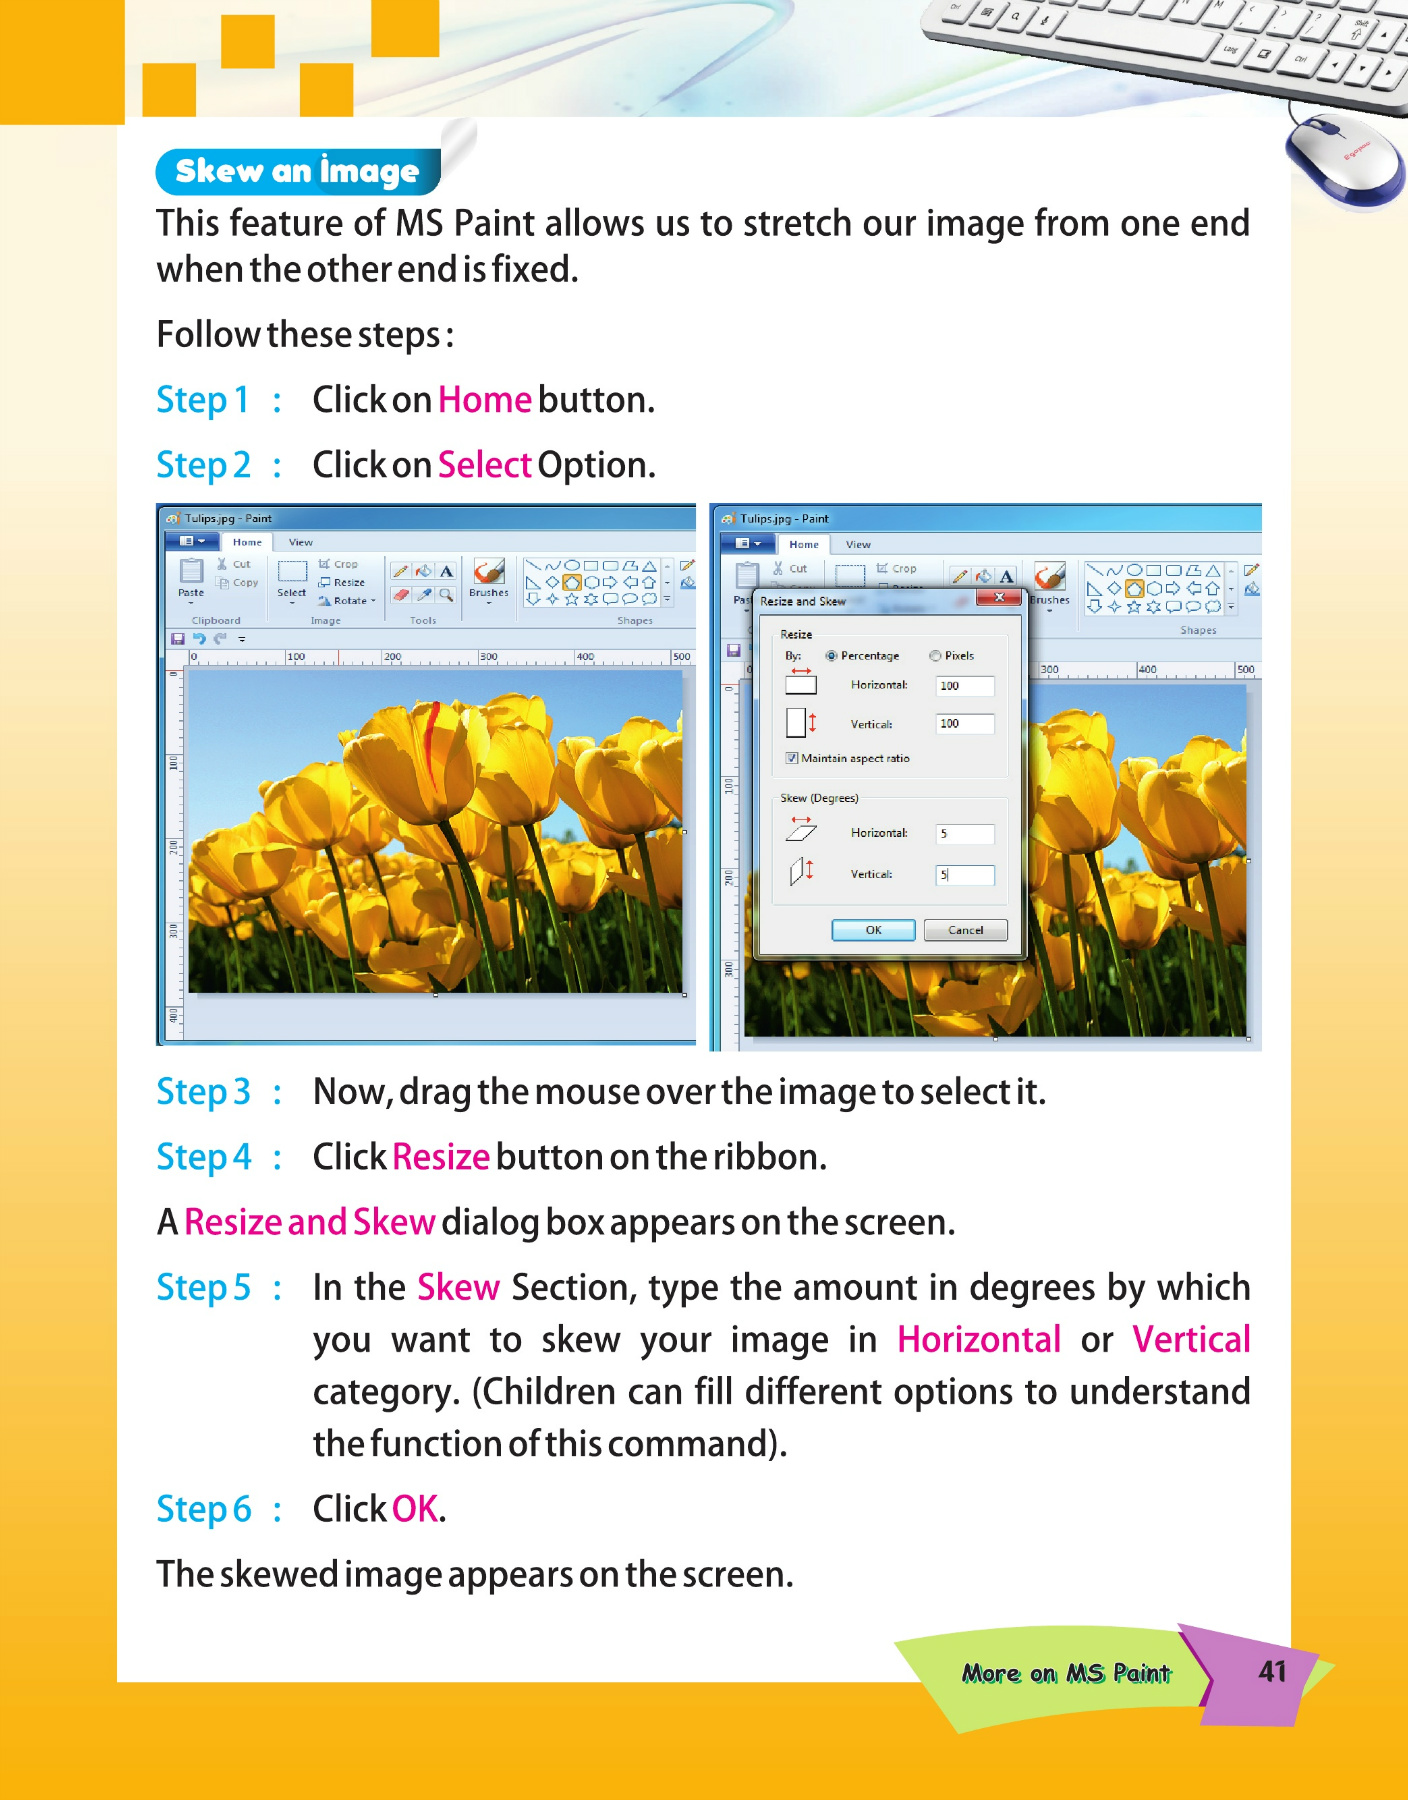 Skew an image
This feature of MS Paint allows us to stretch our image from one end
when the other end is fixed.
Follow these steps :
Step 1 : Click on Home button.
Step 2 : Click on Select Option.
Tulips.jpg - Paint
Home View
Cut
Copy
Paste
Clipboard
Select
Crop
Resize
Rotate
Image
Tools
Brushes
Shapes
0 100 200 300 400 500
0
100
200
300
400
Tulips.jpg - Paint
Home View
Cut
Crop
Brushes
Shapes
300 400 500
0
100
200
300
Resize and Skew
Resize
By: Percentage Pixels
Horizontal: 100
Vertical: 100
Maintain aspect ratio
Skew (Degrees)
Horizontal: 5
Vertical: 5
OK Cancel
Step 3 : Now, drag the mouse over the image to select it.
Step 4 : Click Resize button on the ribbon.
A Resize and Skew dialog box appears on the screen.
Step 5 : In the Skew Section, type the amount in degrees by which
you want to skew your image in Horizontal or Vertical
category. (Children can fill different options to understand
the function of this command).
Step 6 : Click OK.
The skewed image appears on the screen.
More on MS Paint 41